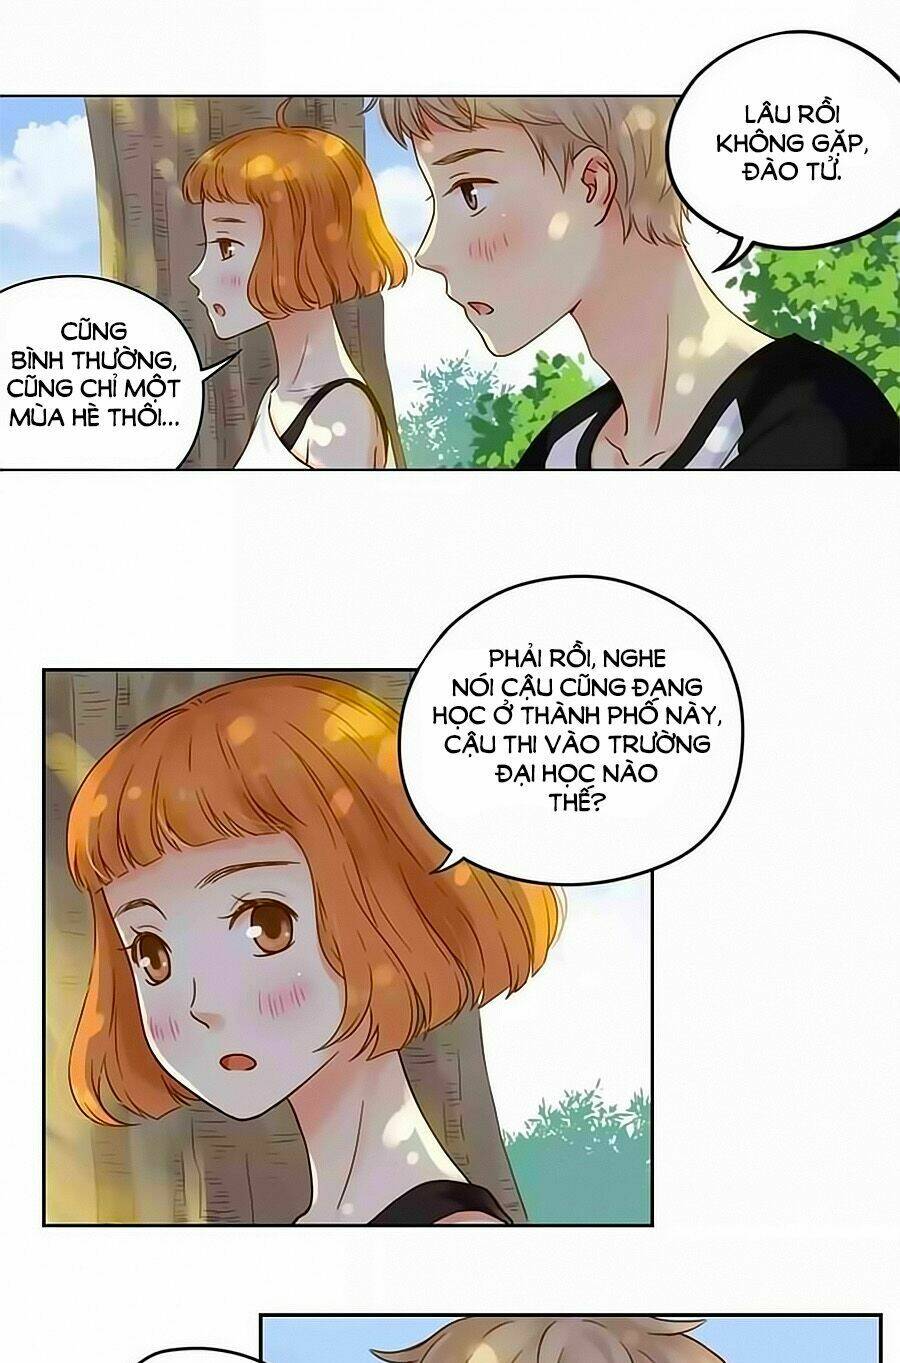 LÂU RỒI
KHÔNG GẶP,
ĐÀO TỬ.
CŨNG
BÌNH THƯỜNG,
CŨNG CHỈ MỘT
MÙA HÈ THÔI...
PHẢI RỒI, NGHE
NÓI CẬU CŨNG ĐANG
HỌC Ở THÀNH PHỐ NÀY,
CẬU THI VÀO TRƯỜNG
ĐẠI HỌC NÀO
THẾ?